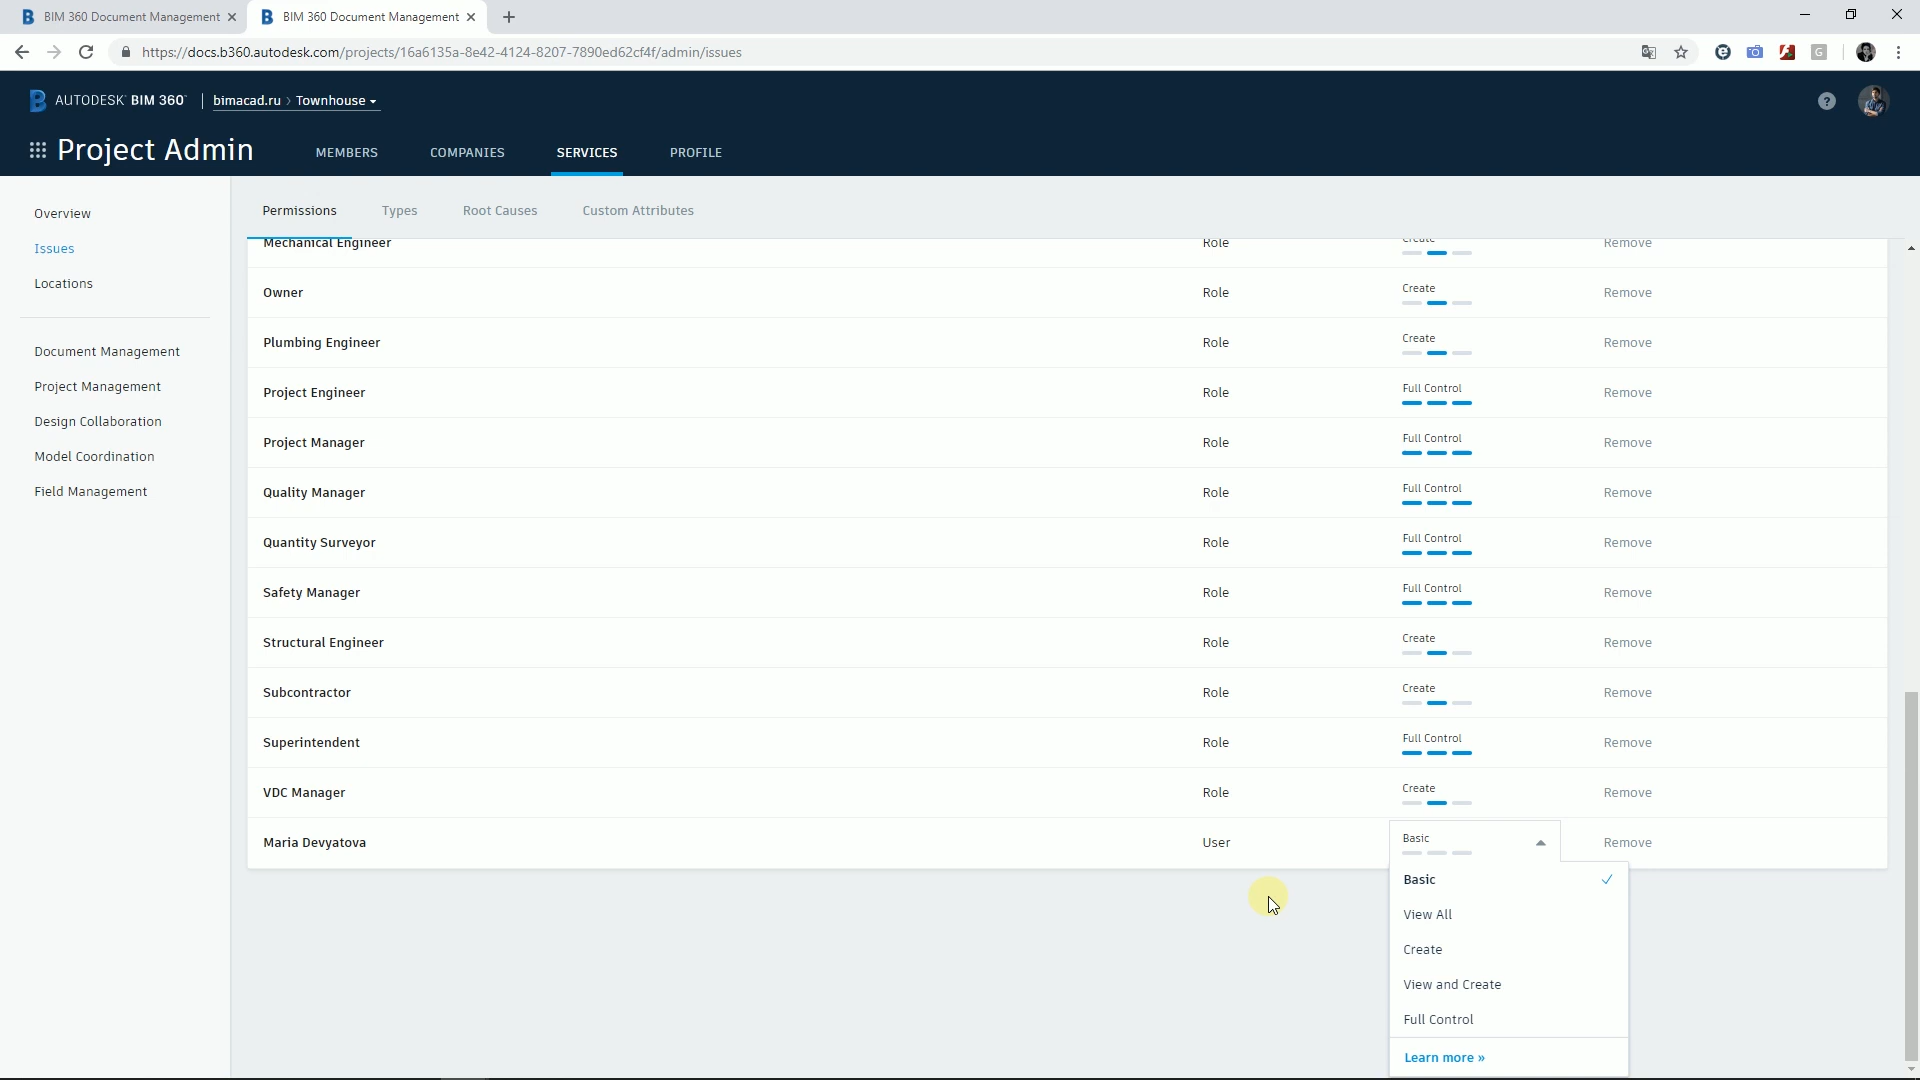 BIM 360 Document Management
BIM 360 Document Management
https://docs.b360.autodesk.com/projects/16a6135a-8e42-4124-8207-7890ed62cf4f/admin/issues
AUTODESK BIM 360 bimacad.ru › Townhouse
Project Admin MEMBERS COMPANIES SERVICES PROFILE
Overview
Issues
Locations
Document Management
Project Management
Design Collaboration
Model Coordination
Field Management
Permissions Types Root Causes Custom Attributes
Mechanical Engineer Role Create Remove
Owner Role Create Remove
Plumbing Engineer Role Create Remove
Project Engineer Role Full Control Remove
Project Manager Role Full Control Remove
Quality Manager Role Full Control Remove
Quantity Surveyor Role Full Control Remove
Safety Manager Role Full Control Remove
Structural Engineer Role Create Remove
Subcontractor Role Create Remove
Superintendent Role Full Control Remove
VDC Manager Role Create Remove
Maria Devyatova User Basic Remove
Basic
View All
Create
View and Create
Full Control
Learn more »